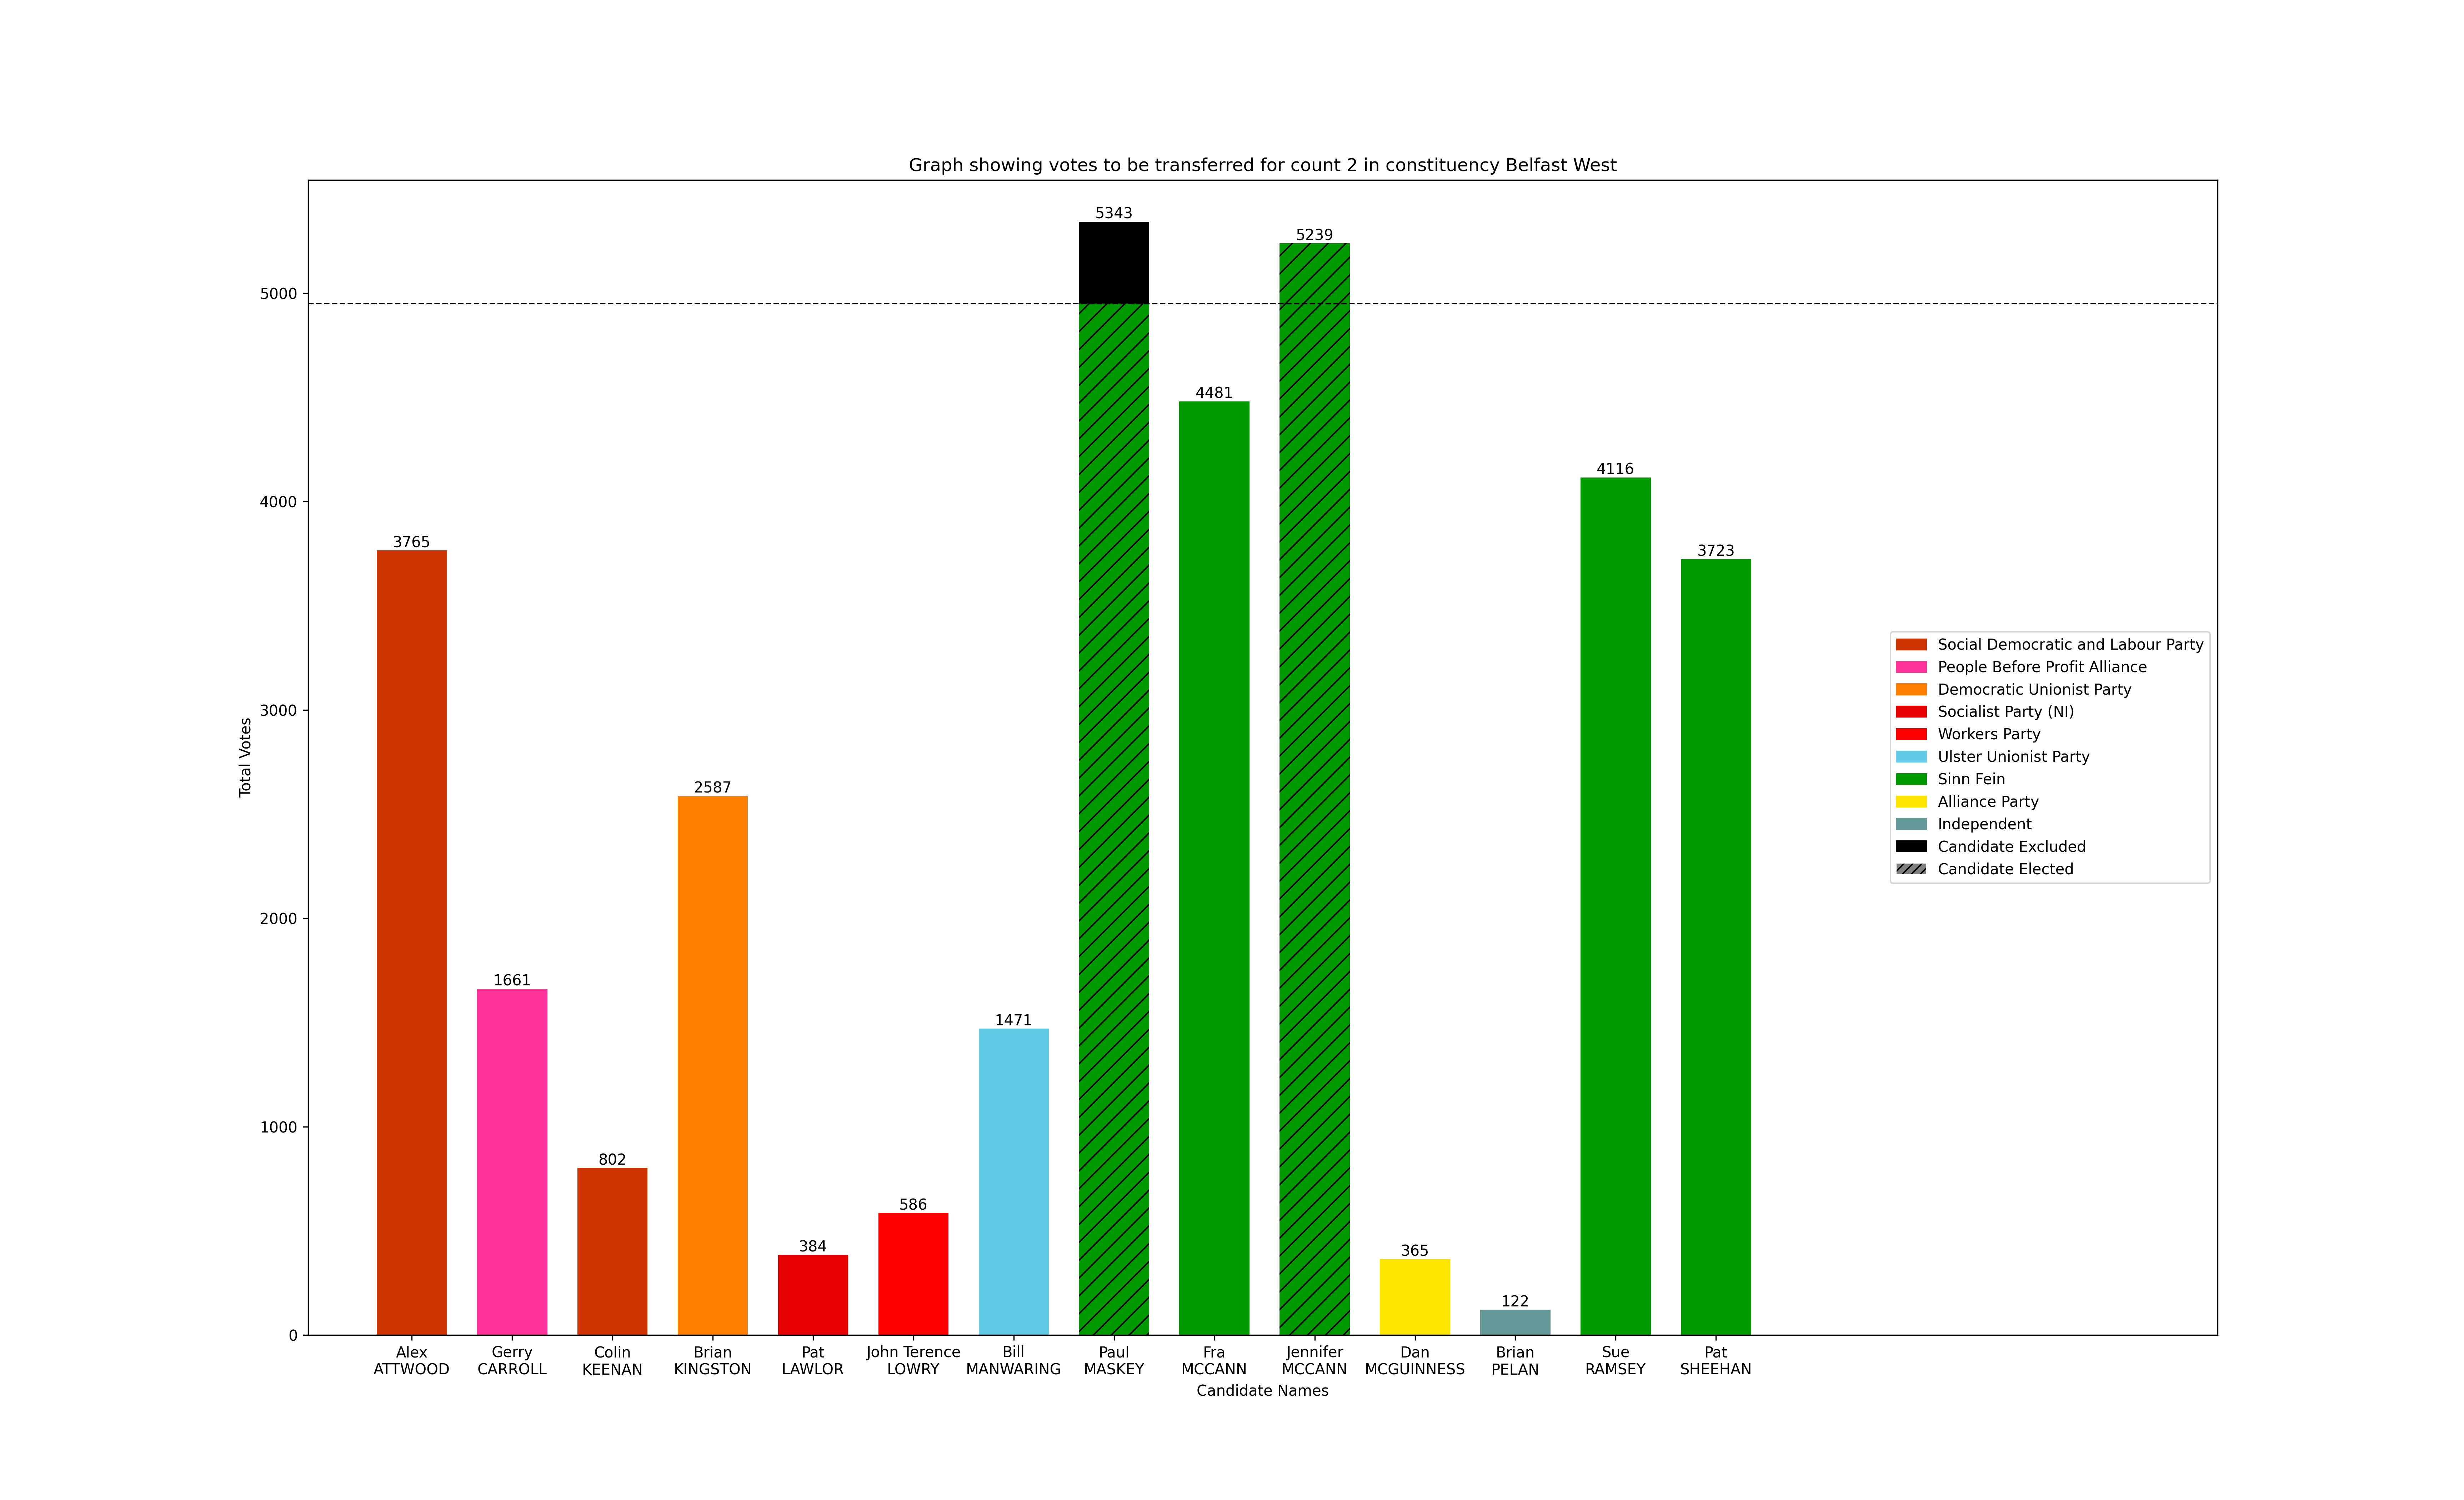 Graph showing votes to be transferred for count 2 in constituency Belfast West
Total Votes
5000
4000
3000
2000
1000
0
3765
1661
802
2587
384
586
1471
5343
4481
5239
365
122
4116
3723
Alex
ATTWOOD
Gerry
CARROLL
Colin
KEENAN
Brian
KINGSTON
Pat
LAWLOR
John Terence
LOWRY
Bill
MANWARING
Paul
MASKEY
Fra
MCCANN
Jennifer
MCCANN
Dan
MCGUINNESS
Brian
PELAN
Sue
RAMSEY
Pat
SHEEHAN
Candidate Names
Social Democratic and Labour Party
People Before Profit Alliance
Democratic Unionist Party
Socialist Party (NI)
Workers Party
Ulster Unionist Party
Sinn Fein
Alliance Party
Independent
Candidate Excluded
Candidate Elected